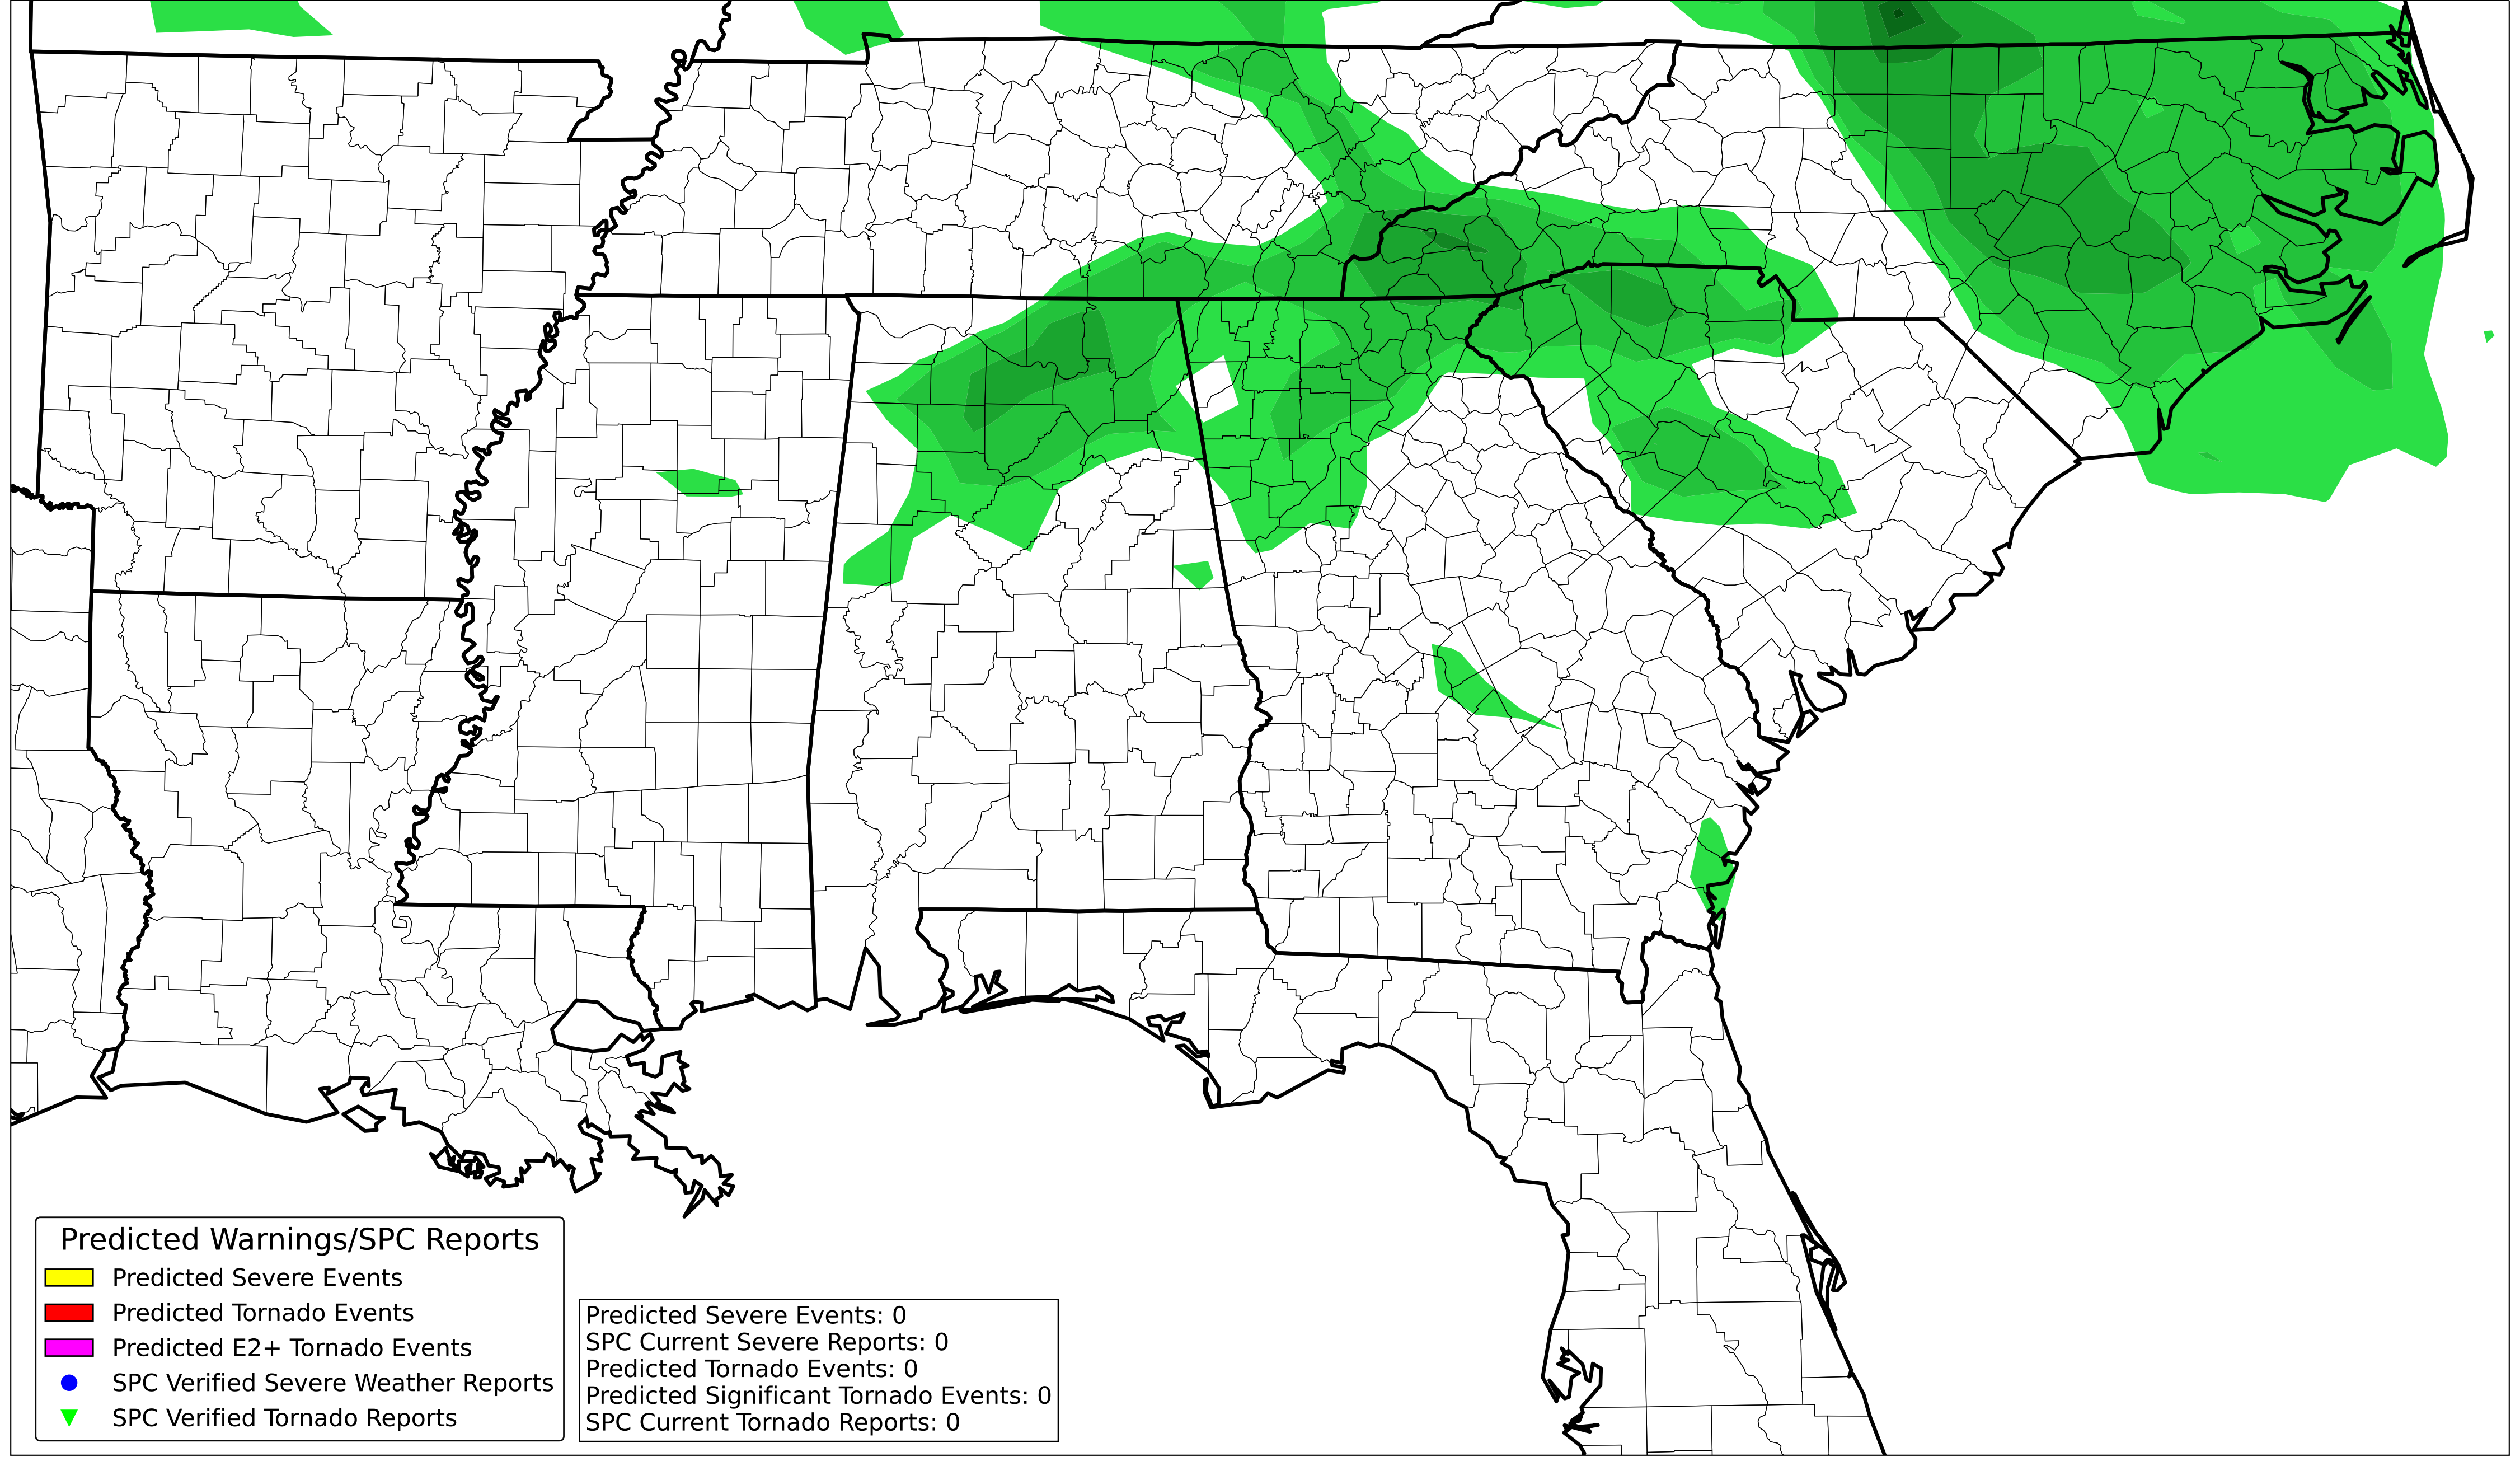 Predicted Warnings/SPC Reports
Predicted Severe Events
Predicted Tornado Events
Predicted E2+ Tornado Events
SPC Verified Severe Weather Reports
SPC Verified Tornado Reports
Predicted Severe Events: 0
SPC Current Severe Reports: 0
Predicted Tornado Events: 0
Predicted Significant Tornado Events: 0
SPC Current Tornado Reports: 0